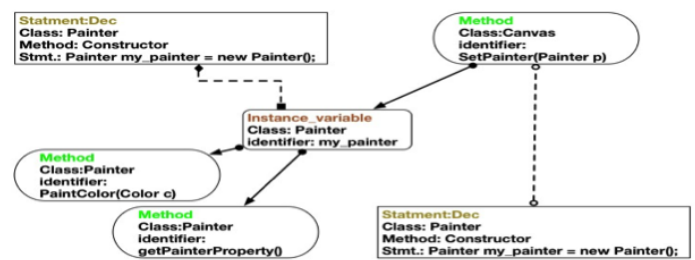 Statment:Dec
Class: Painter
Method: Constructor
Stmt.: Painter my_painter = new Painter();
Method
Class:Canvas
identifier:
SetPainter(Painter p)
Instance_variable
Class: Painter
identifier: my_painter
Method
Class:Painter
identifier:
PaintColor(Color c)
Method
Class:Painter
identifier:
getPainterProperty()
Statment:Dec
Class: Painter
Method: Constructor
Stmt.: Painter my_painter = new Painter();